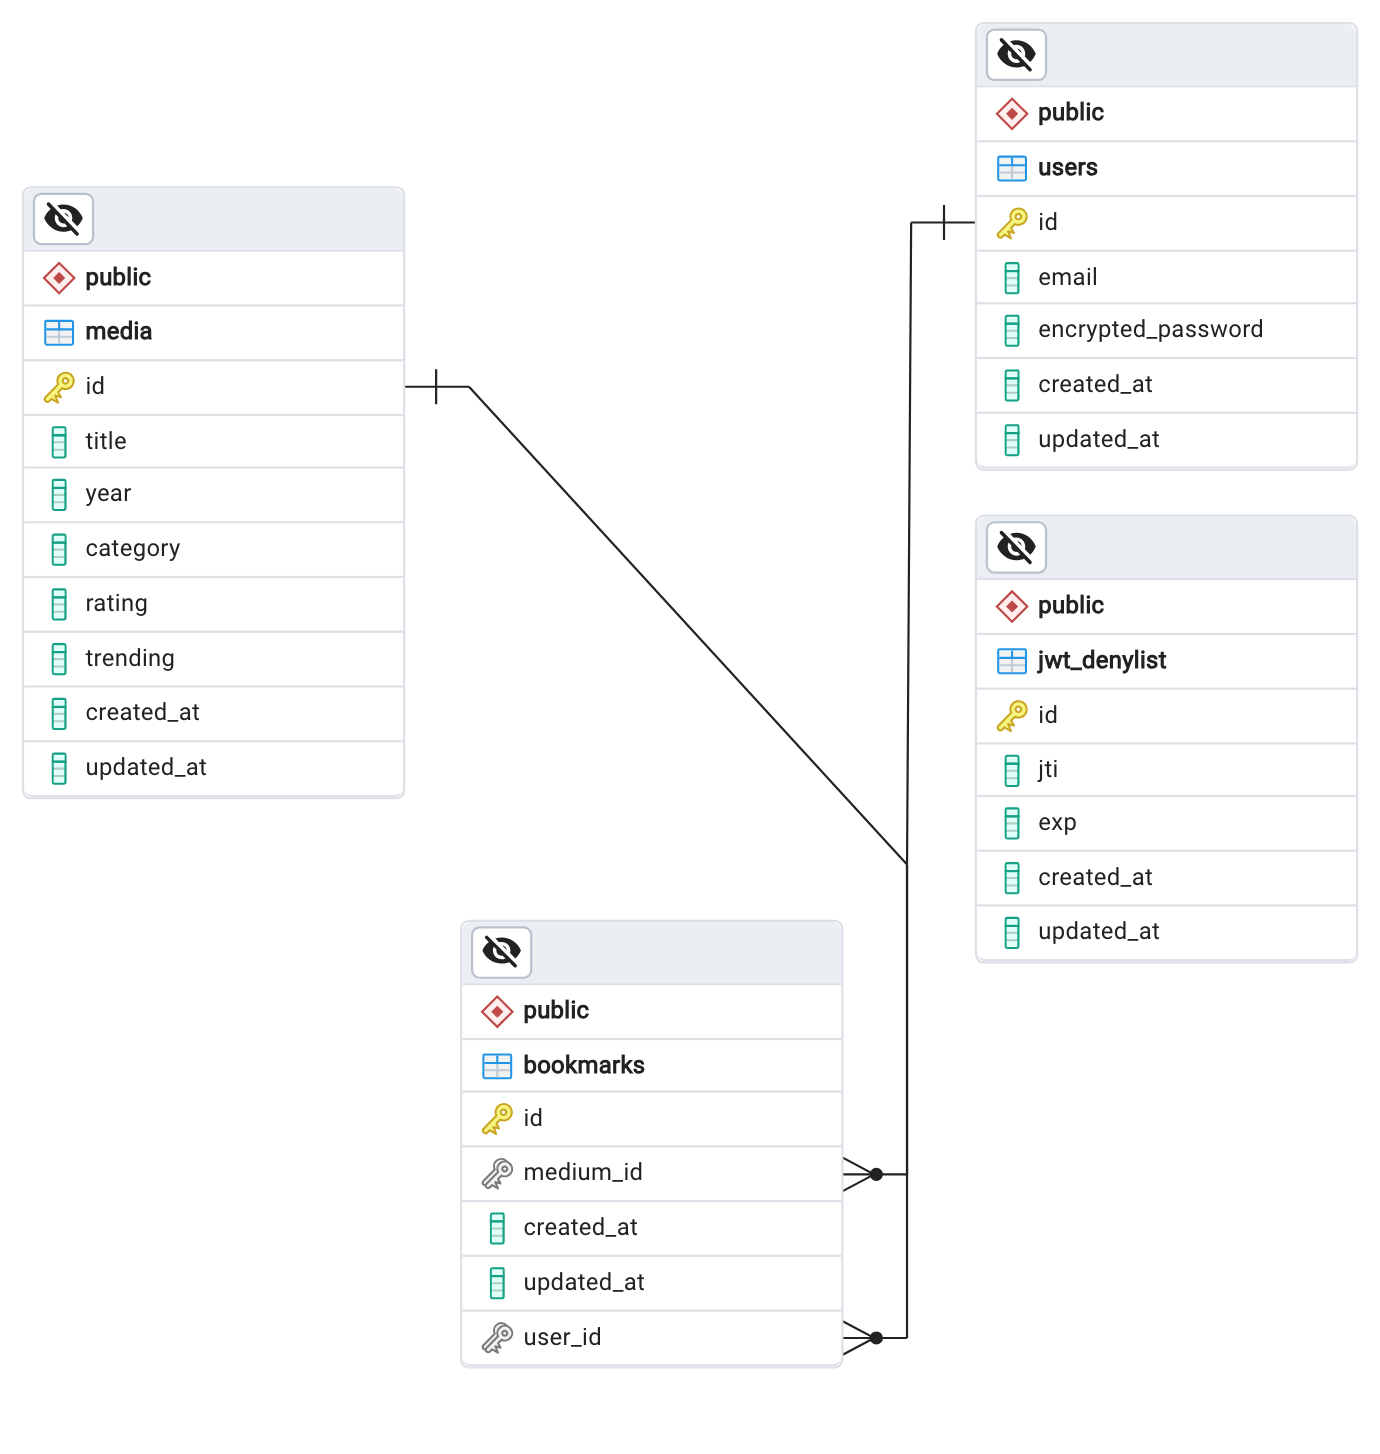 public
media
id
title
year
category
rating
trending
created_at
updated_at
public
users
id
email
encrypted_password
created_at
updated_at
public
jwt_denylist
id
jti
exp
created_at
updated_at
public
bookmarks
id
medium_id
created_at
updated_at
user_id